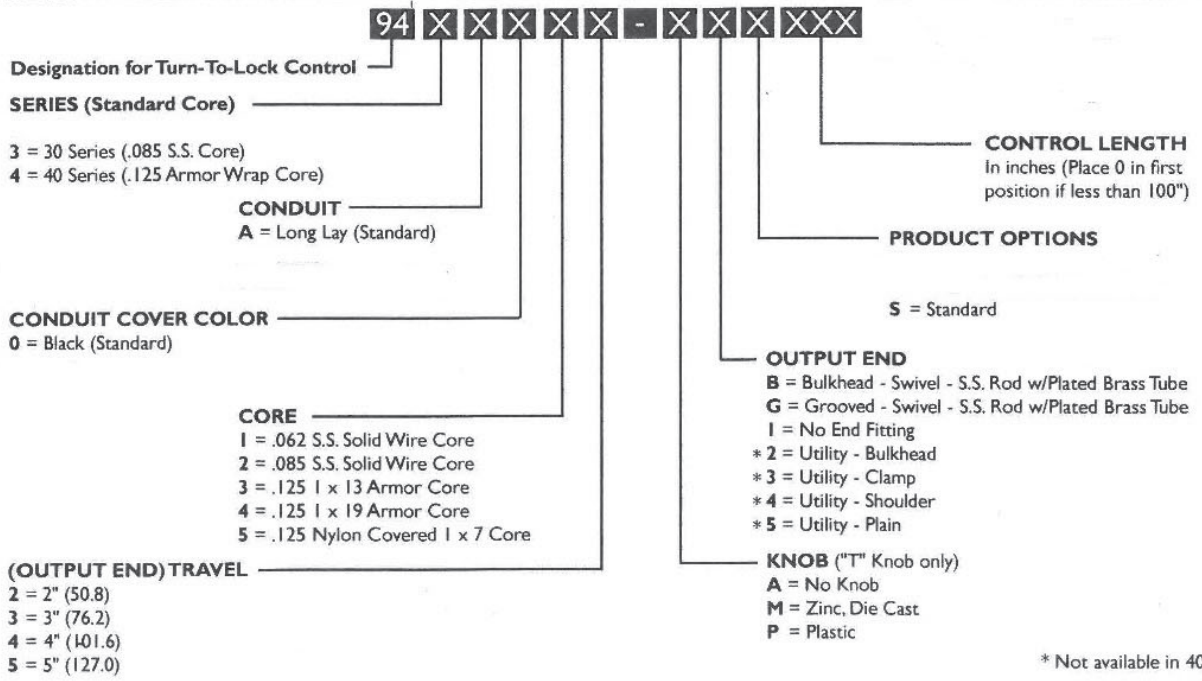 94 X X X X X - X X X XXX
Designation for Turn-To-Lock Control
SERIES (Standard Core)
3 = 30 Series (.085 S.S. Core)
4 = 40 Series (.125 Armor Wrap Core)
CONDUIT
A = Long Lay (Standard)
CONDUIT COVER COLOR
0 = Black (Standard)
CORE
1 = .062 S.S. Solid Wire Core
2 = .085 S.S. Solid Wire Core
3 = .125 1 x 13 Armor Core
4 = .125 1 x 19 Armor Core
5 = .125 Nylon Covered 1 x 7 Core
(OUTPUT END) TRAVEL
2 = 2" (50.8)
3 = 3" (76.2)
4 = 4" (101.6)
5 = 5" (127.0)
CONTROL LENGTH
In inches (Place 0 in first
position if less than 100")
PRODUCT OPTIONS
S = Standard
OUTPUT END
B = Bulkhead - Swivel - S.S. Rod w/Plated Brass Tube
G = Grooved - Swivel - S.S. Rod w/Plated Brass Tube
1 = No End Fitting
* 2 = Utility - Bulkhead
* 3 = Utility - Clamp
* 4 = Utility - Shoulder
* 5 = Utility - Plain
KNOB ("T" Knob only)
A = No Knob
M = Zinc, Die Cast
P = Plastic
* Not available in 40